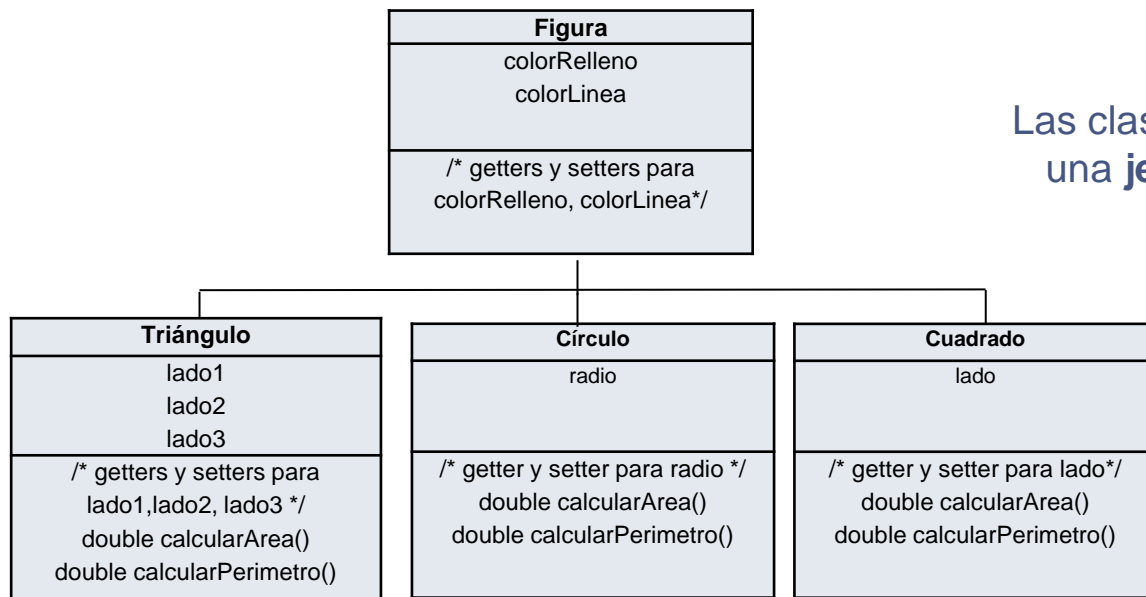 Figura
colorRelleno
colorLinea
/* getters y setters para
colorRelleno, colorLinea*/
Las
una
Triángulo
lado1
lado2
lado3
/* getters y setters para
lado1,lado2, lado3 */
double calcularArea()
double calcularPerimetro()
Círculo
radio
/* getter y setter para radio */
double calcularArea()
double calcularPerimetro()
Cuadrado
lado
/* getter y setter para lado*/
double calcularArea()
double calcularPerimetro()